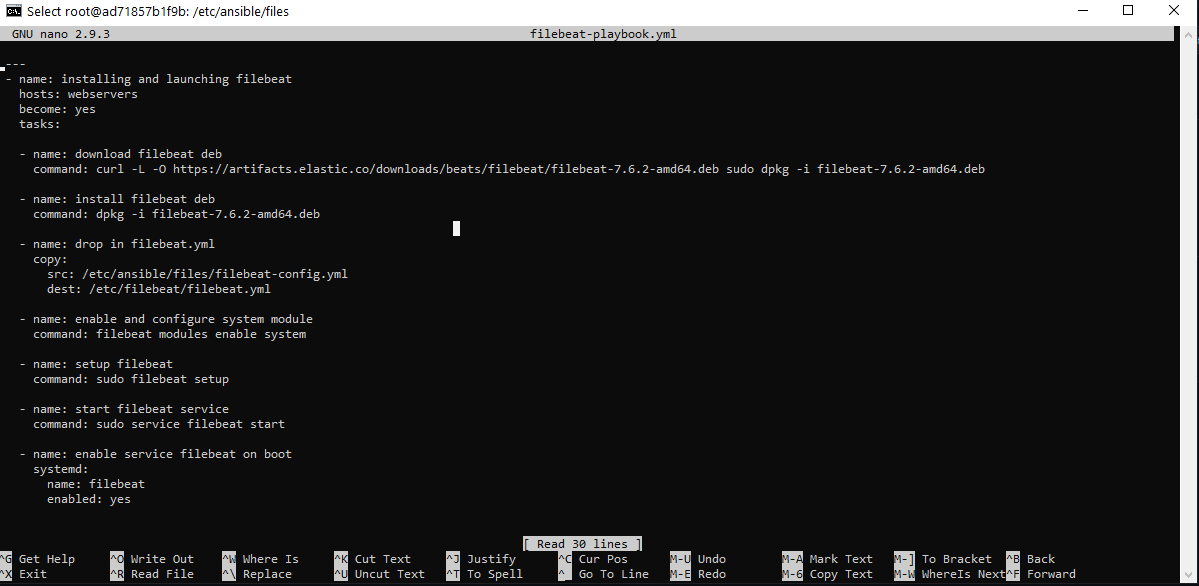 Select root@ad71857b1f9b: /etc/ansible/files
GNU nano 2.9.3 filebeat-playbook.yml
---
- name: installing and launching filebeat
  hosts: webservers
  become: yes
  tasks:
  - name: download filebeat deb
    command: curl -L -O https://artifacts.elastic.co/downloads/beats/filebeat/filebeat-7.6.2-amd64.deb sudo dpkg -i filebeat-7.6.2-amd64.deb
  - name: install filebeat deb
    command: dpkg -i filebeat-7.6.2-amd64.deb
  - name: drop in filebeat.yml
    copy:
      src: /etc/ansible/files/filebeat-config.yml
      dest: /etc/filebeat/filebeat.yml
  - name: enable and configure system module
    command: filebeat modules enable system
  - name: setup filebeat
    command: sudo filebeat setup
  - name: start filebeat service
    command: sudo service filebeat start
  - name: enable service filebeat on boot
    systemd:
      name: filebeat
      enabled: yes
[ Read 30 lines ]
^G Get Help ^O Write Out ^W Where Is ^K Cut Text ^J Justify ^C Cur Pos M-U Undo M-A Mark Text M-] To Bracket ^B Back
^X Exit ^R Read File ^\ Replace ^U Uncut Text ^T To Spell ^_ Go To Line M-E Redo M-6 Copy Text M-W WhereIs Next ^F Forward